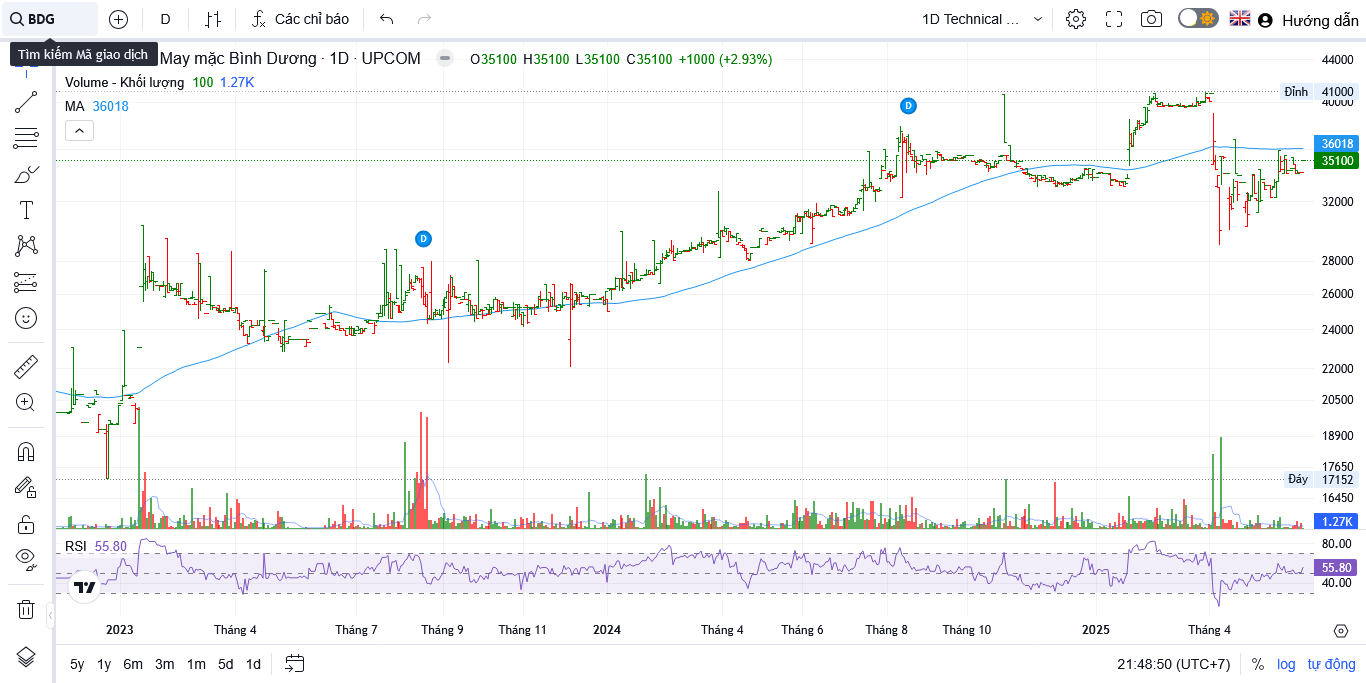 BDG
D
Các chỉ báo
1D Technical ...
Hướng dẫn
Tìm kiếm Mã giao dịch
May mặc Bình Dương · 1D · UPCOM
O35100 H35100 L35100 C35100 +1000 (+2.93%)
Volume - Khối lượng 100 1.27K
MA 36018
44000
Đỉnh 41000
40000
36018
35100
32000
28000
26000
24000
22000
20500
18900
17650
Đáy 17152
16450
1.27K
D
D
RSI 55.80
80.00
55.80
40.00
2023
Tháng 4
Tháng 7
Tháng 9
Tháng 11
2024
Tháng 4
Tháng 6
Tháng 8
Tháng 10
2025
Tháng 4
5y 1y 6m 3m 1m 5d 1d
21:48:50 (UTC+7)
% log tự động